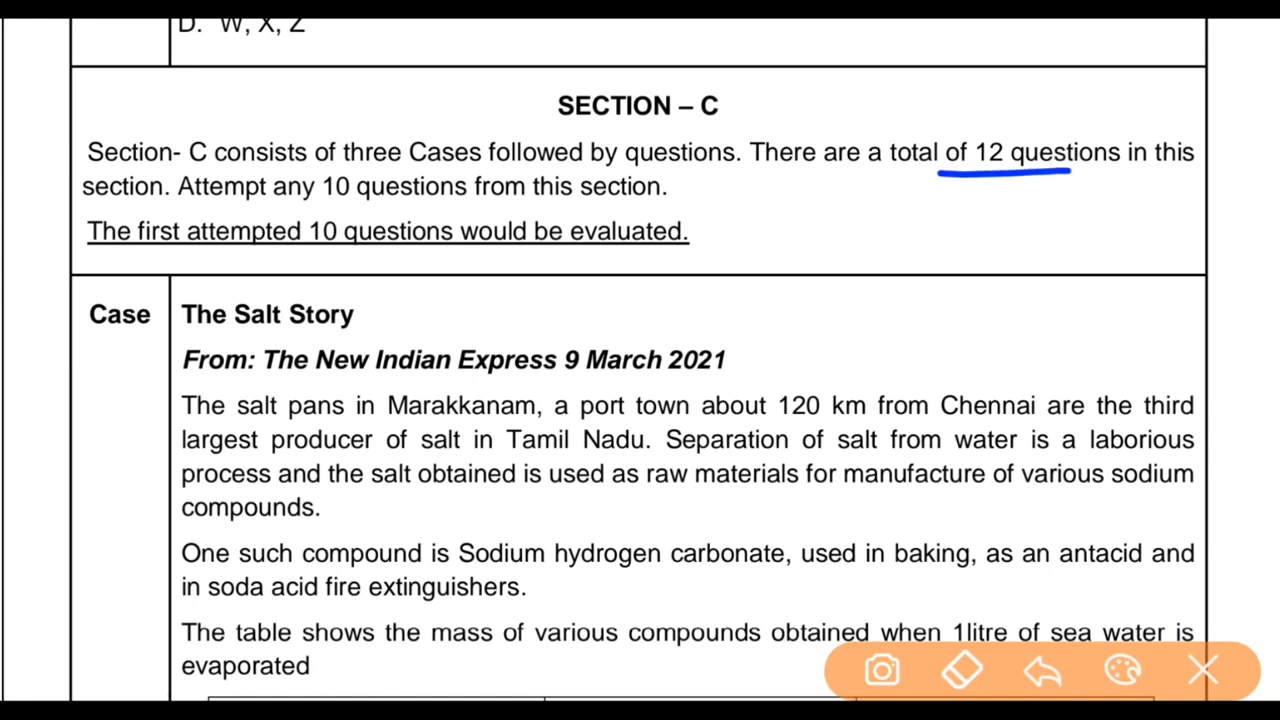 D. W, X, Z
SECTION – C
Section- C consists of three Cases followed by questions. There are a total of 12 questions in this
section. Attempt any 10 questions from this section.
The first attempted 10 questions would be evaluated.
Case
The Salt Story
From: The New Indian Express 9 March 2021
The salt pans in Marakkanam, a port town about 120 km from Chennai are the third
largest producer of salt in Tamil Nadu. Separation of salt from water is a laborious
process and the salt obtained is used as raw materials for manufacture of various sodium
compounds.
One such compound is Sodium hydrogen carbonate, used in baking, as an antacid and
in soda acid fire extinguishers.
The table shows the mass of various compounds obtained when 1litre of sea water is
evaporated